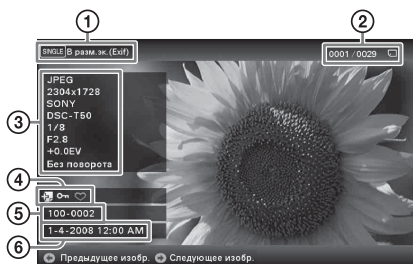 1
2
SINGLE В разм.эк.(Exif)
0001/0029
3
JPEG
2304x1728
SONY
DSC-T50
1/8
F2.8
+0.0EV
Без поворота
4
5
100-0002
6
1-4-2008 12:00 AM
Предыдущее изобр. Следующее изобр.